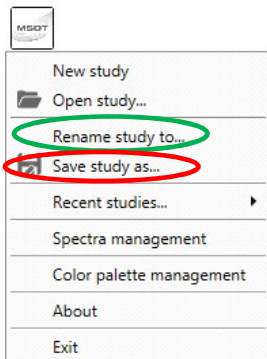 MSOT
New study
Open study...
Rename study to...
Save study as...
Recent studies...
Spectra management
Color palette management
About
Exit